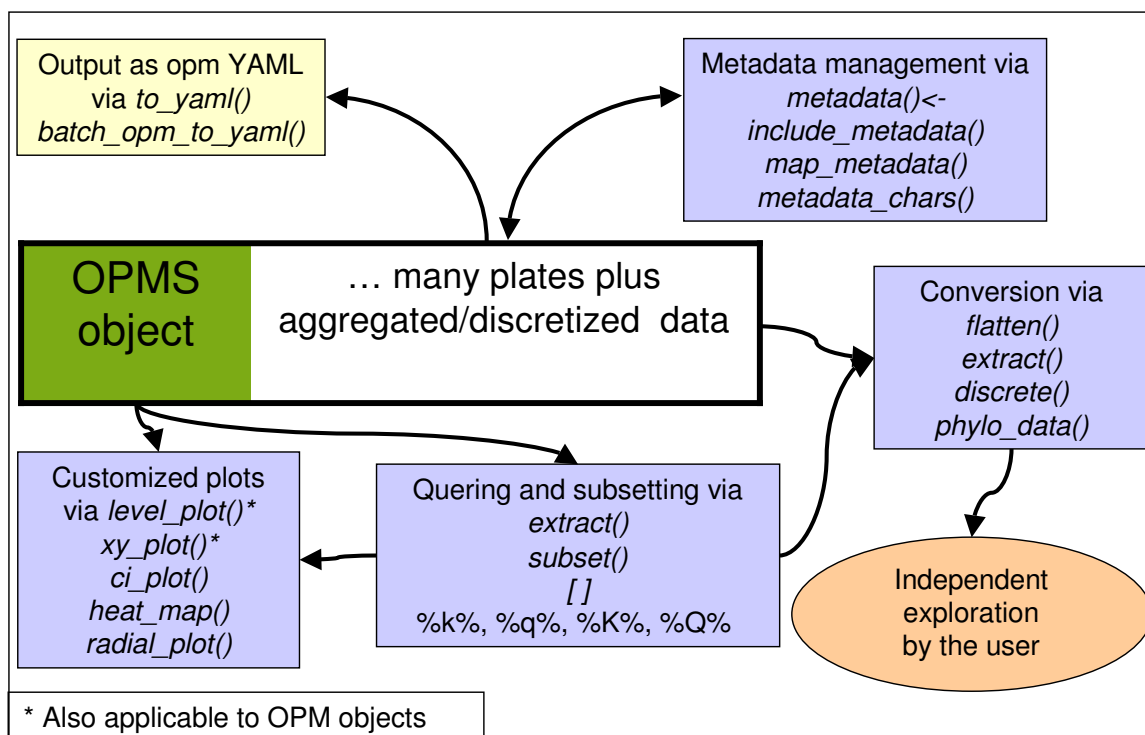 Output as opm YAML
via to_yaml()
batch_opm_to_yaml()
Metadata management via
metadata()<-
include_metadata()
map_metadata()
metadata_chars()
OPMS
object
… many plates plus
aggregated/discretized data
Conversion via
flatten()
extract()
discrete()
phylo_data()
Customized plots
via level_plot()*
xy_plot()*
ci_plot()
heat_map()
radial_plot()
Quering and subsetting via
extract()
subset()
[ ]
%k%, %q%, %K%, %Q%
Independent
exploration
by the user
* Also applicable to OPM objects